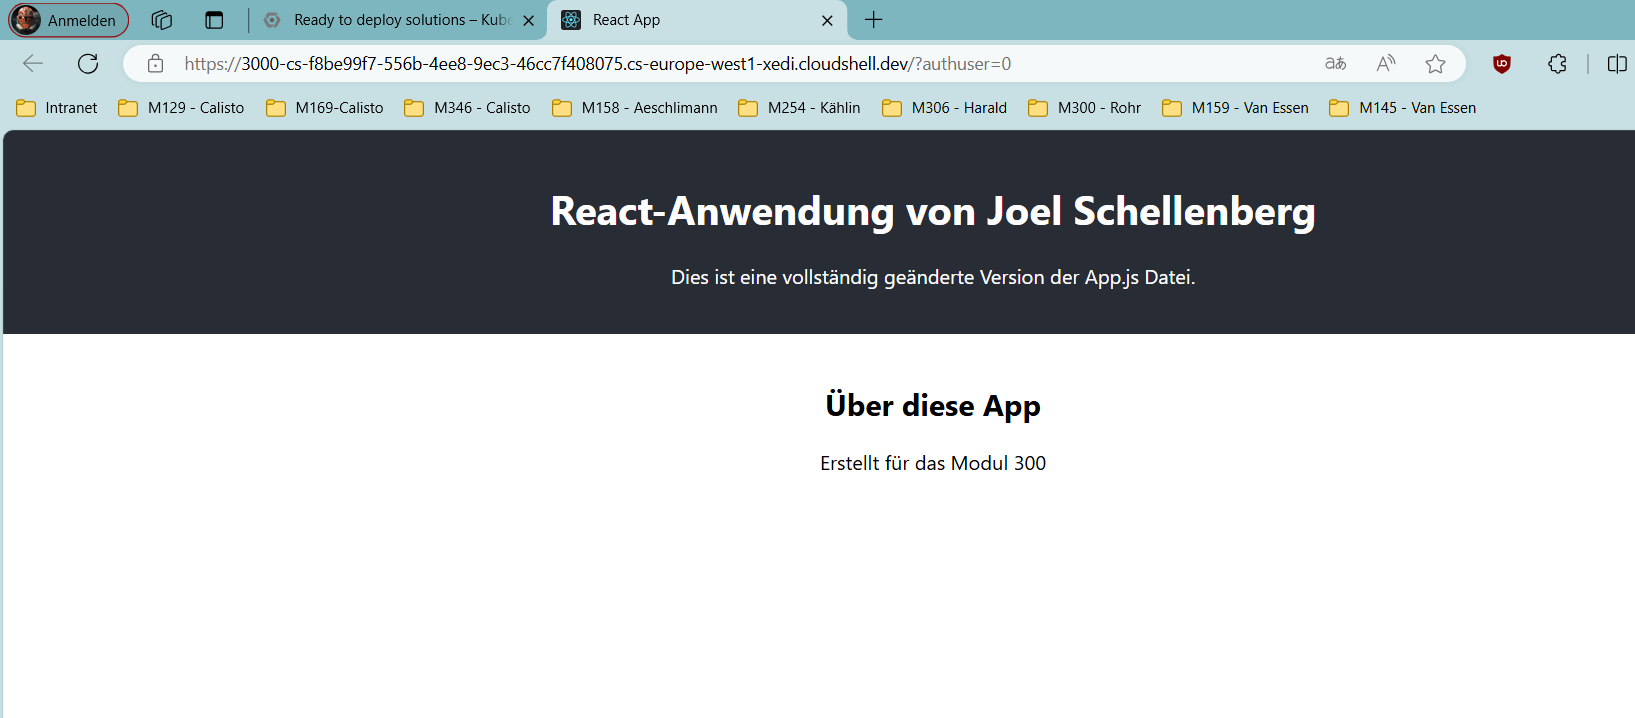 Anmelden
Ready to deploy solutions – Kube
React App
https://3000-cs-f8be99f7-556b-4ee8-9ec3-46cc7f408075.cs-europe-west1-xedi.cloudshell.dev/?authuser=0
aあ
A
Intranet
M129 - Calisto
M169-Calisto
M346 - Calisto
M158 - Aeschlimann
M254 - Kählin
M306 - Harald
M300 - Rohr
M159 - Van Essen
M145 - Van Essen
React-Anwendung von Joel Schellenberg
Dies ist eine vollständig geänderte Version der App.js Datei.
Über diese App
Erstellt für das Modul 300